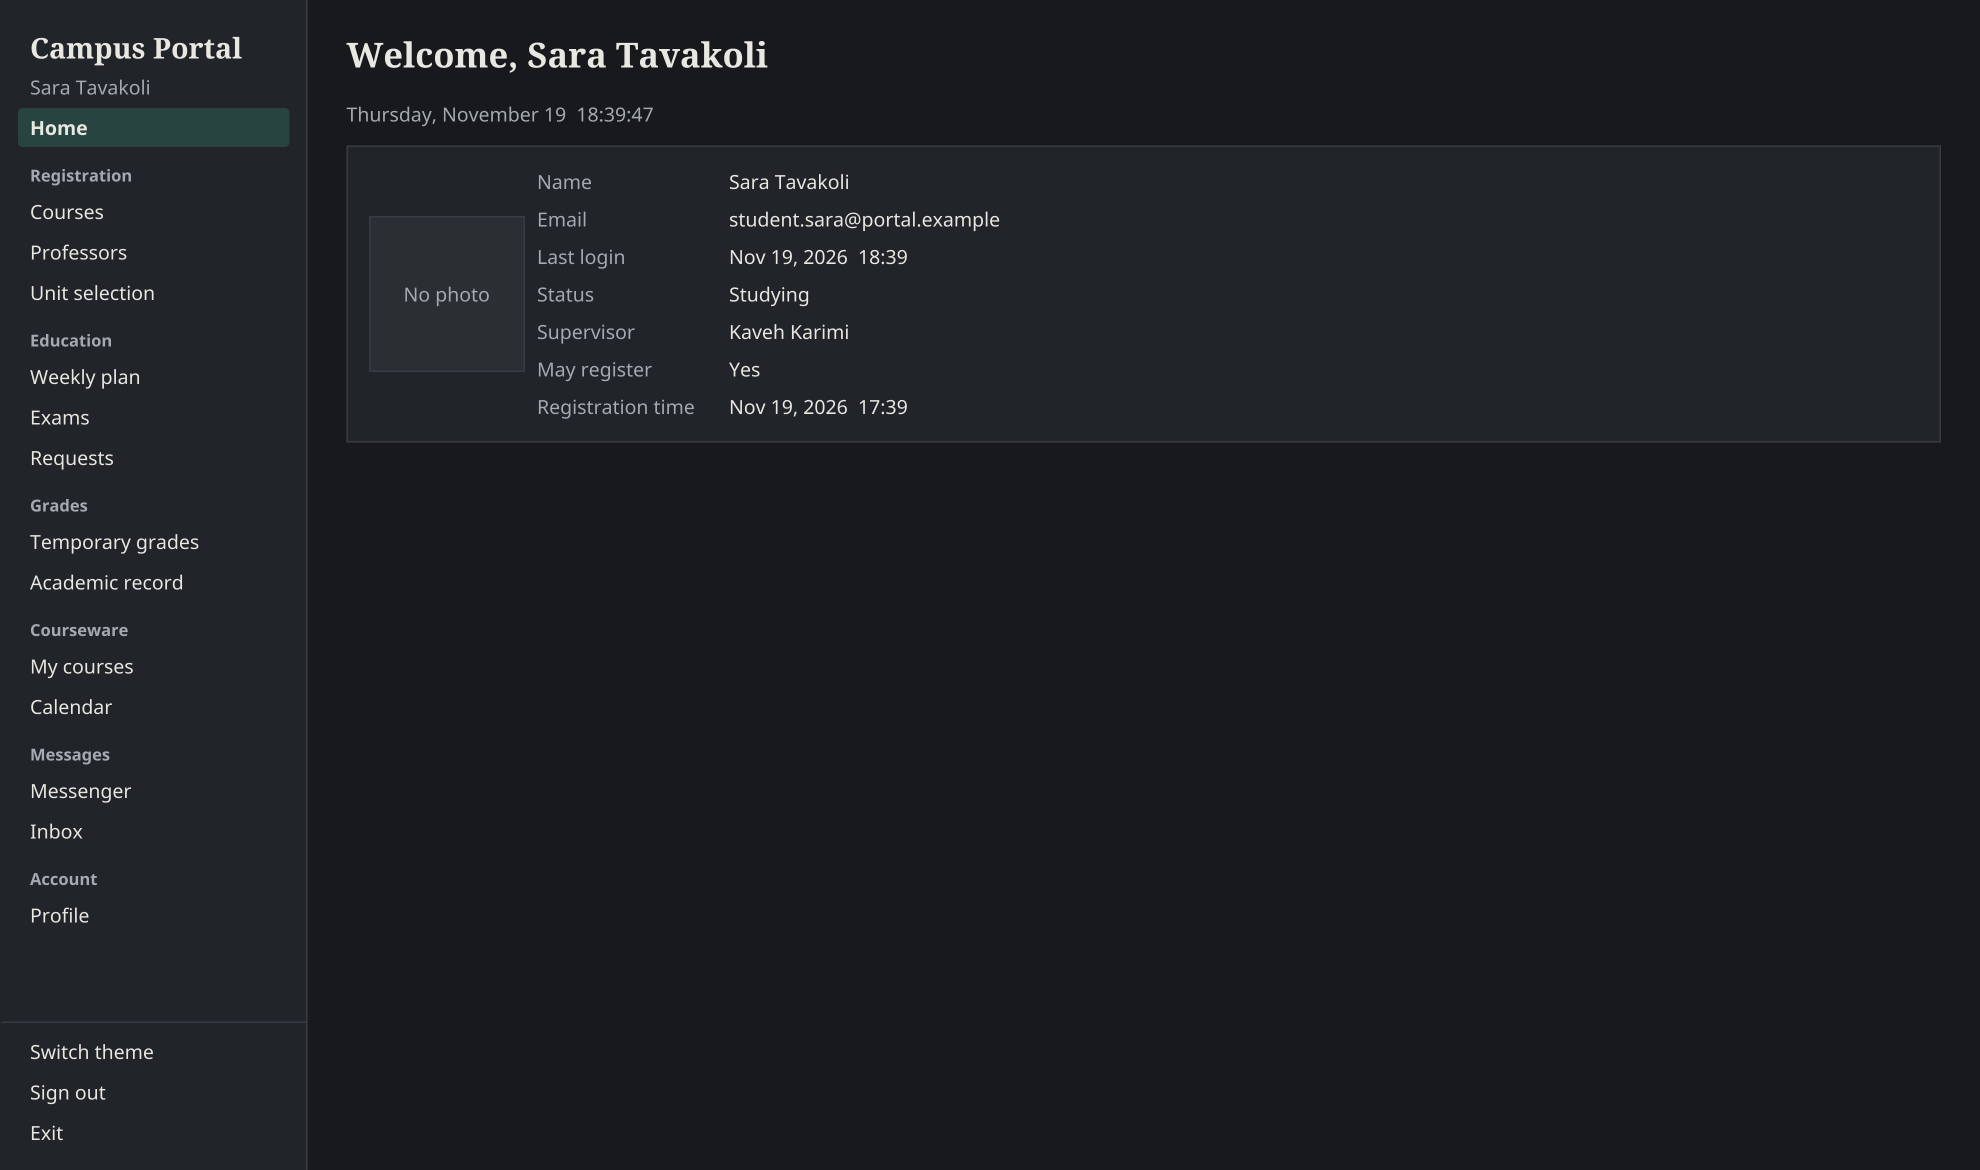 Campus Portal
Sara Tavakoli
Home
Registration
Courses
Professors
Unit selection
Education
Weekly plan
Exams
Requests
Grades
Temporary grades
Academic record
Courseware
My courses
Calendar
Messages
Messenger
Inbox
Account
Profile
Switch theme
Sign out
Exit
Welcome, Sara Tavakoli
Thursday, November 19 18:39:47
No photo
Name Sara Tavakoli
Email student.sara@portal.example
Last login Nov 19, 2026 18:39
Status Studying
Supervisor Kaveh Karimi
May register Yes
Registration time Nov 19, 2026 17:39